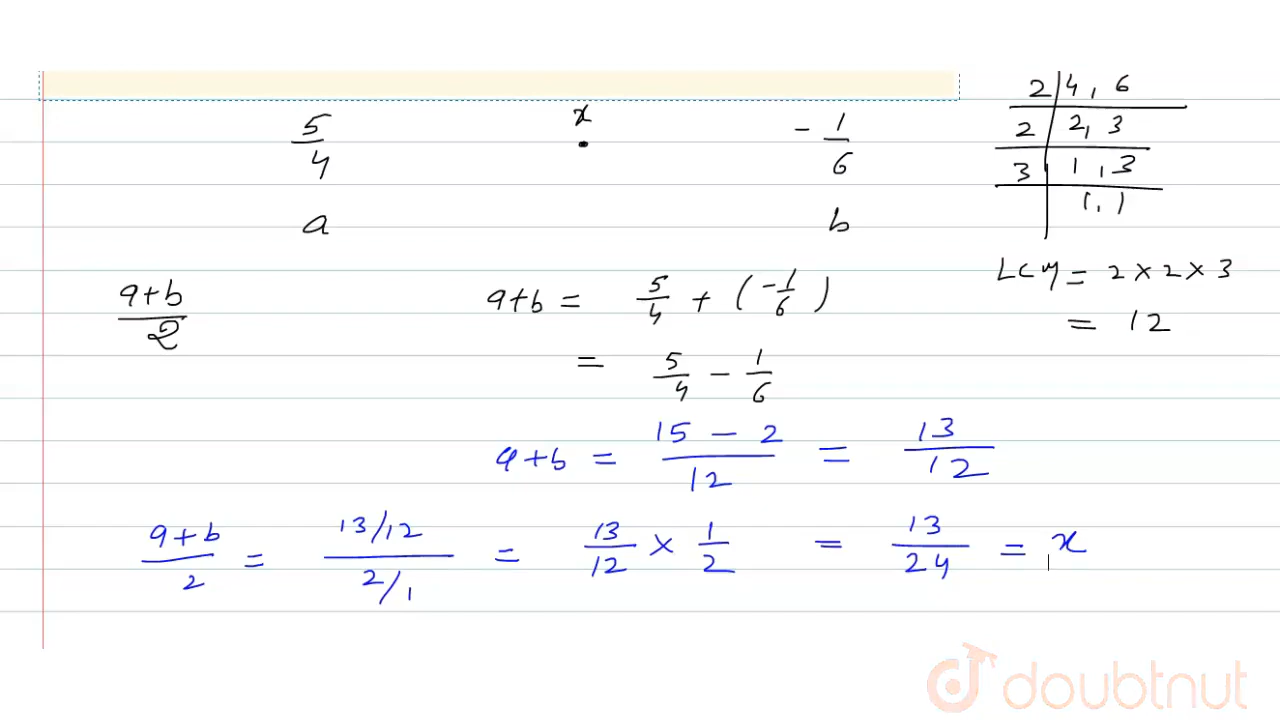 5/4 x - 1/6
a b
(a+b)/2
a+b = 5/4 + (-1/6)
= 5/4 - 1/6
a+b = (15 - 2)/12 = 13/12
(a+b)/2 = (13/12)/(2/1) = 13/12 × 1/2 = 13/24 = x
2 | 4, 6
2 | 2, 3
3 | 1, 3
1, 1
LCM = 2 × 2 × 3
= 12
doubtnut